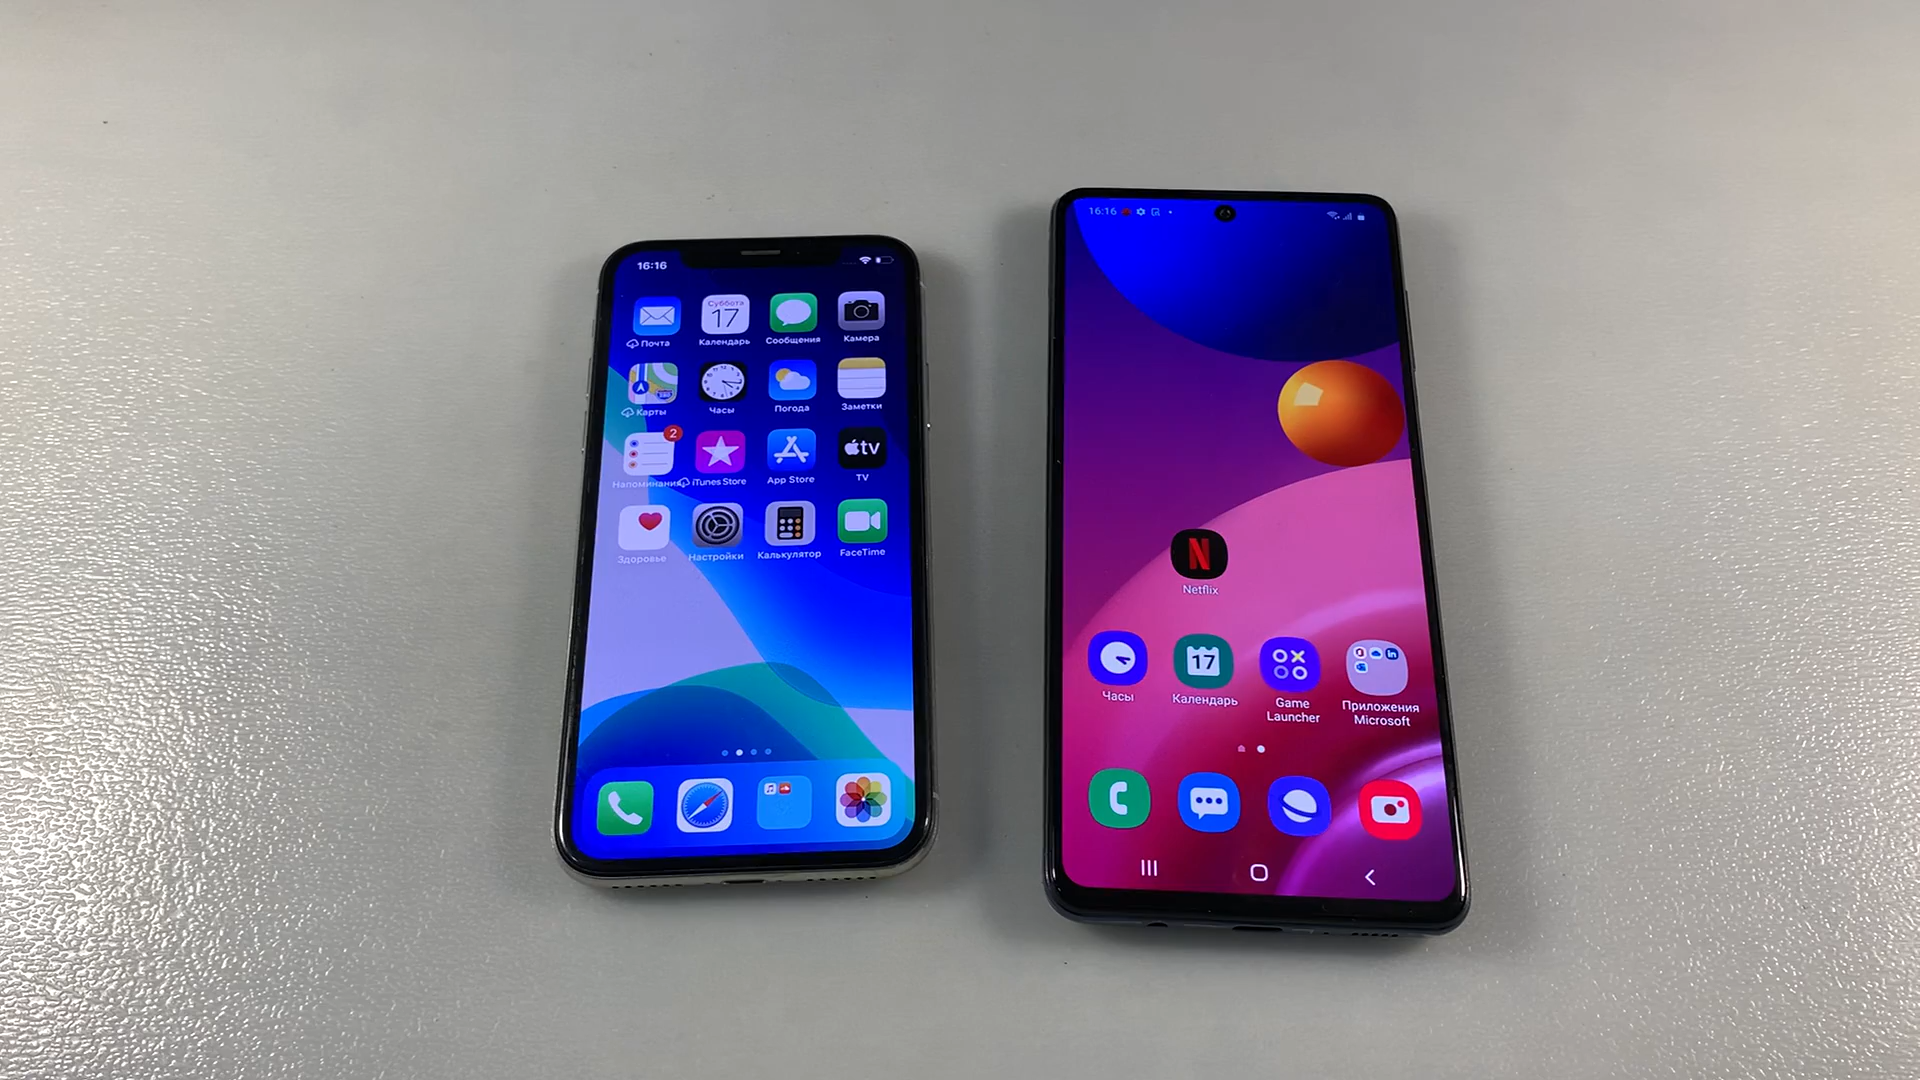 16:16
Суббота
17
Почта
Календарь
Сообщения
Камера
Карты
Часы
Погода
Заметки
2
tv
Напоминания
iTunes Store
App Store
TV
Здоровье
Настройки
Калькулятор
FaceTime
16:16
N
Netflix
17
in
Часы
Календарь
Game
Launcher
Приложения
Microsoft